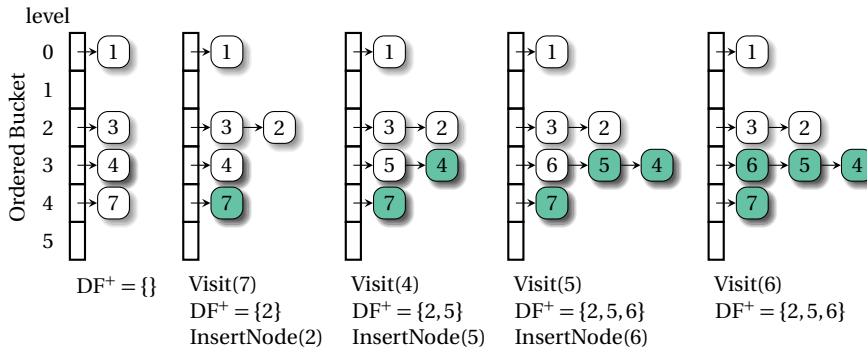 level
Ordered Bucket
0
1
2
3
4
5
1
3
4
7
DF+ = {}
1
3 2
4
7
Visit(7)
DF+ = {2}
InsertNode(2)
1
3 2
5 4
7
Visit(4)
DF+ = {2,5}
InsertNode(5)
1
3 2
6 5 4
7
Visit(5)
DF+ = {2,5,6}
InsertNode(6)
1
3 2
6 5 4
7
Visit(6)
DF+ = {2,5,6}